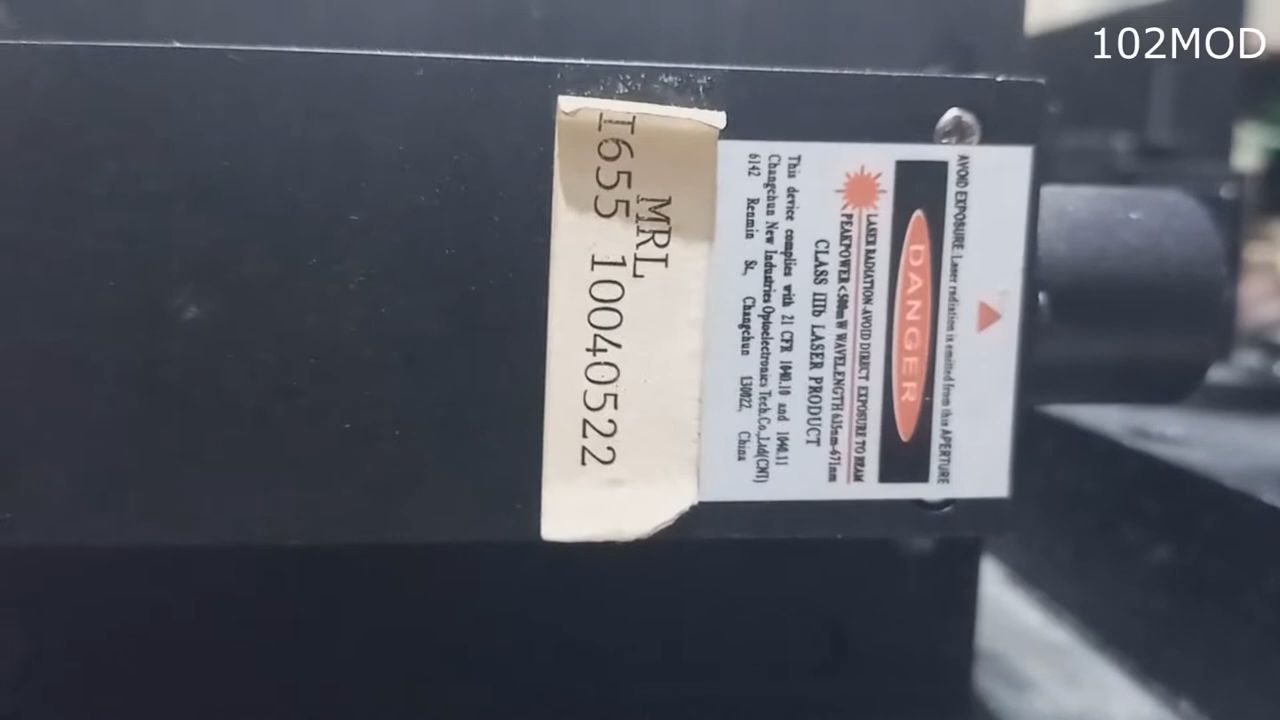 102MOD
AVOID EXPOSURE: Laser radiation is emitted from this APERTURE
DANGER
LASER RADIATION-AVOID DIRECT EXPOSURE TO BEAM
PEAKPOWER<500mW WAVELENGTH 635nm-671nm
CLASS IIIb LASER PRODUCT
This device complies with 21 CFR 1040.10 and 1040.11
Changchun New Industries Optoelectronics Tech.Co.,Ltd(CNI)
6142 Renmin St, Changchun 130022, China
MRL
I655 10040522